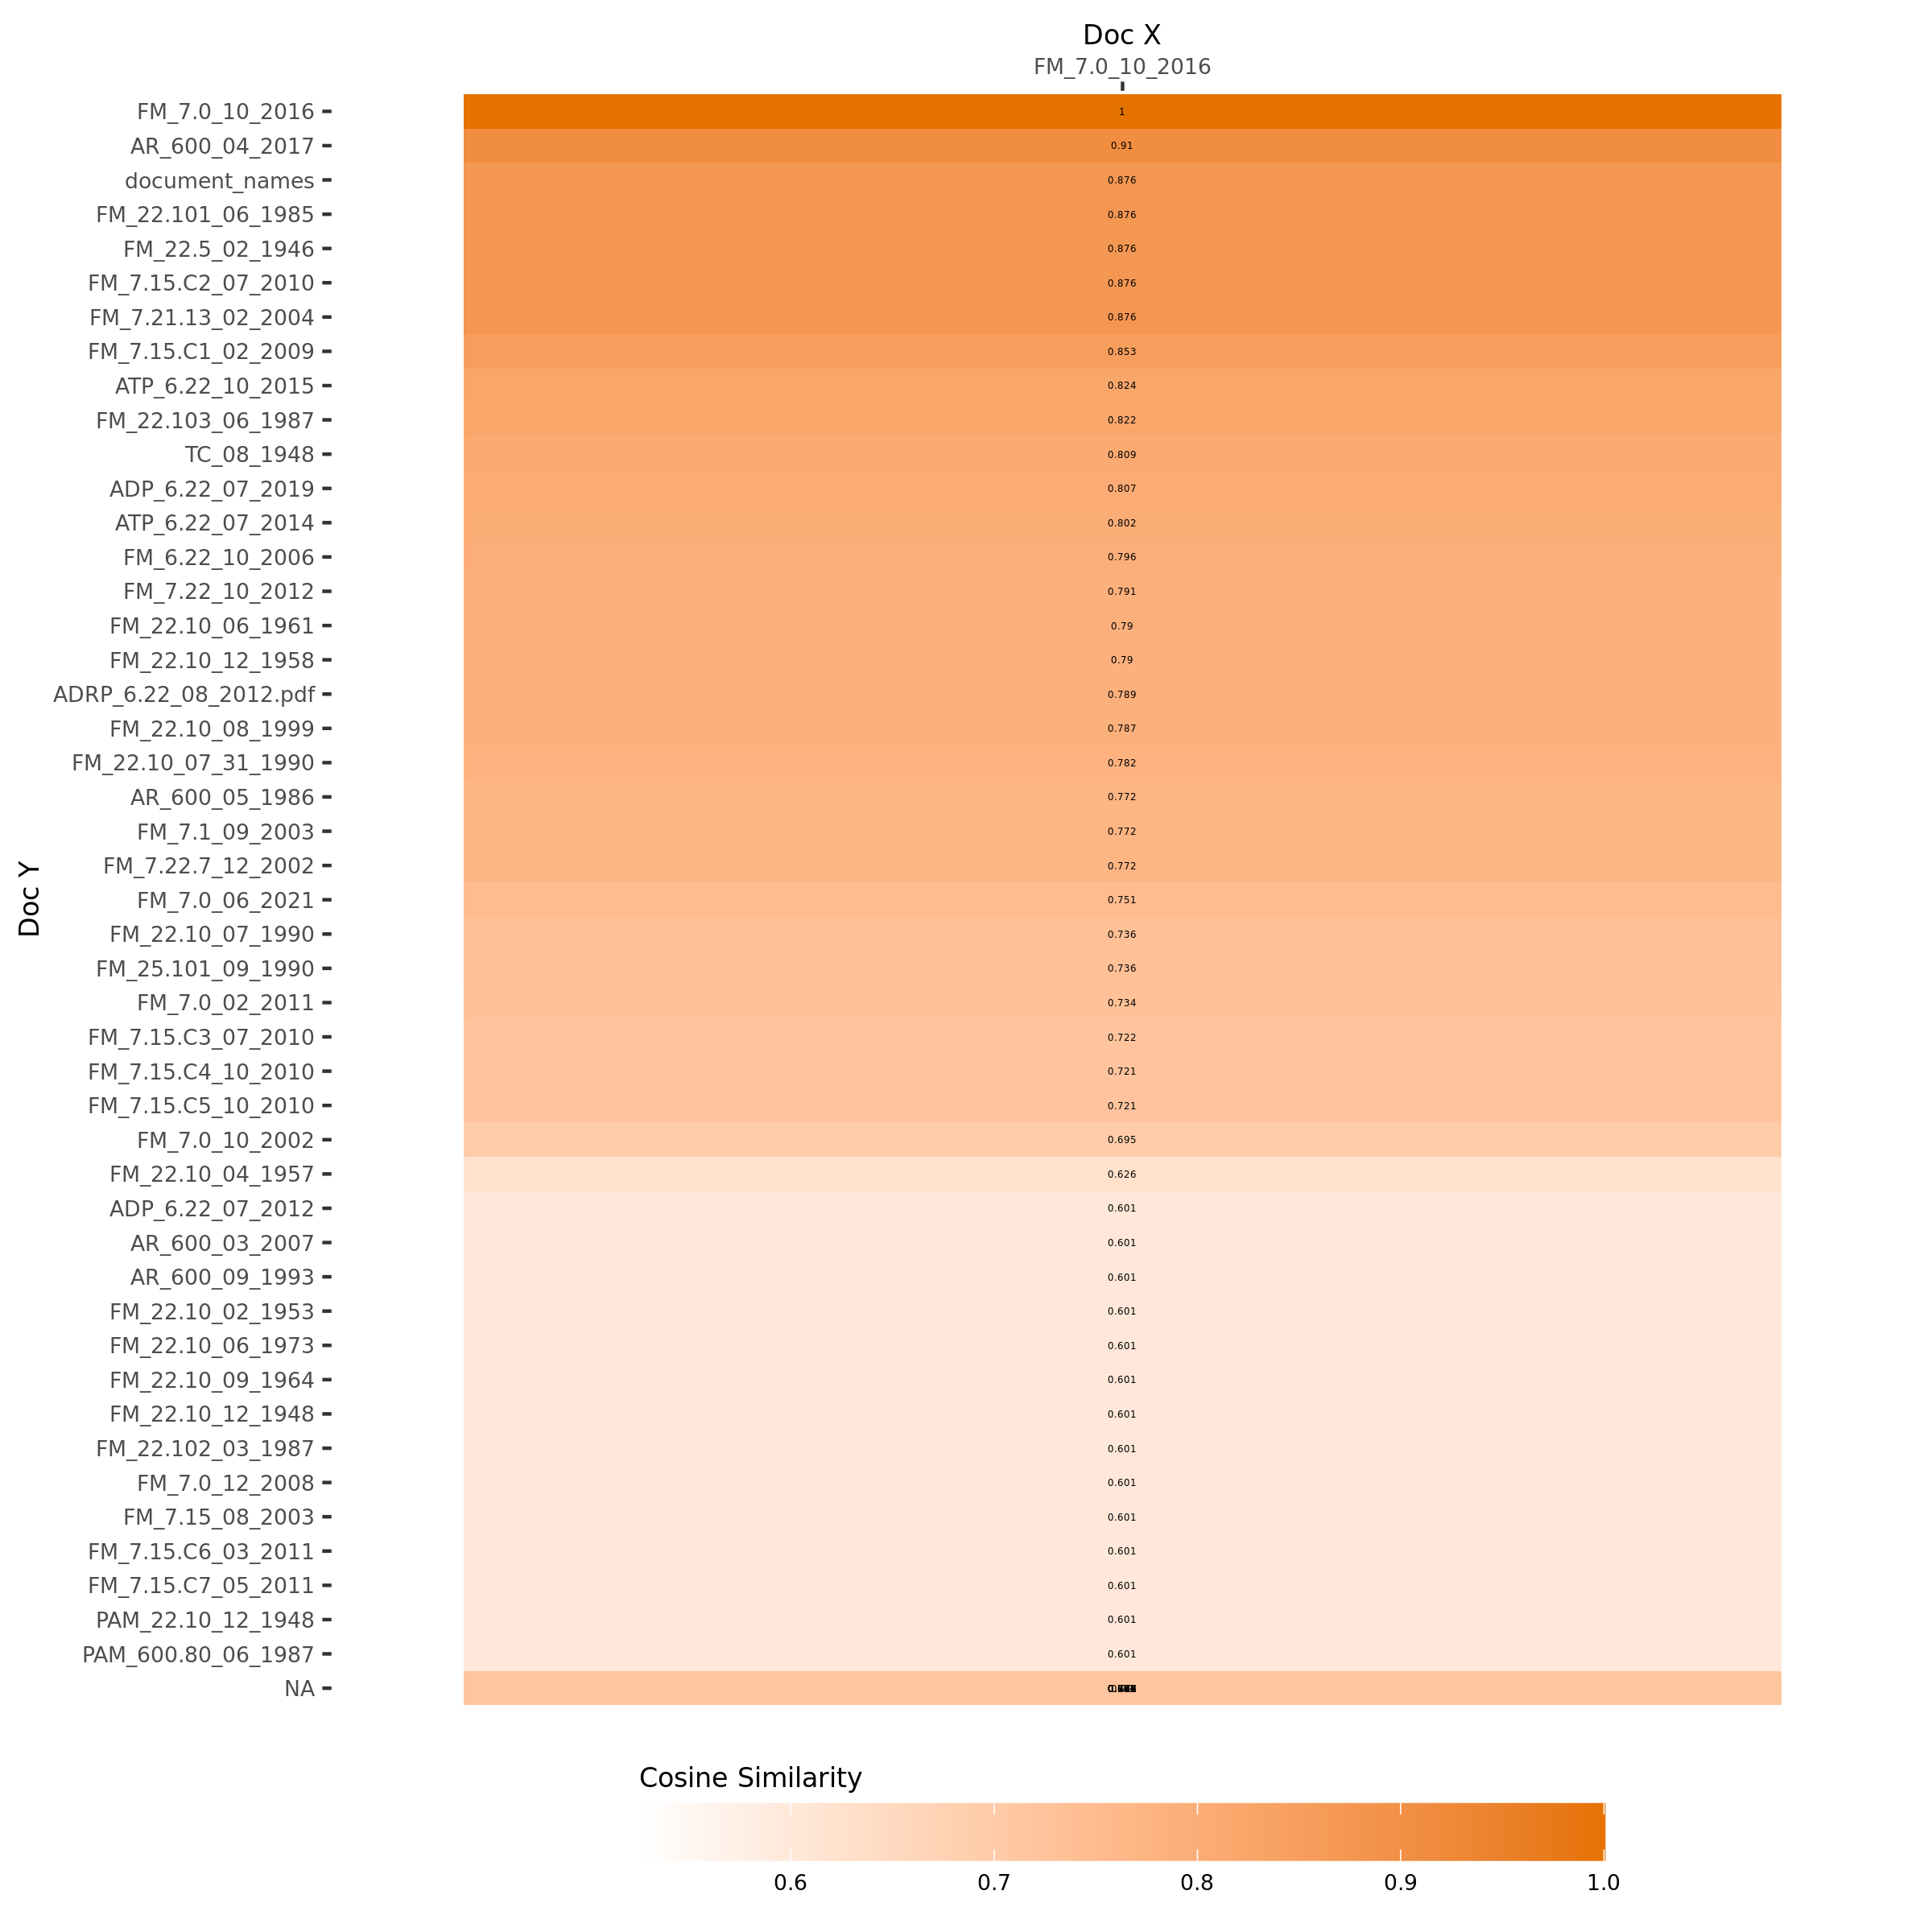 Doc X
FM_7.0_10_2016
FM_7.0_10_2016 1
AR_600_04_2017 0.91
document_names 0.876
FM_22.101_06_1985 0.876
FM_22.5_02_1946 0.876
FM_7.15.C2_07_2010 0.876
FM_7.21.13_02_2004 0.876
FM_7.15.C1_02_2009 0.853
ATP_6.22_10_2015 0.824
FM_22.103_06_1987 0.822
TC_08_1948 0.809
ADP_6.22_07_2019 0.807
ATP_6.22_07_2014 0.802
FM_6.22_10_2006 0.796
FM_7.22_10_2012 0.791
FM_22.10_06_1961 0.79
FM_22.10_12_1958 0.79
ADRP_6.22_08_2012.pdf 0.789
FM_22.10_08_1999 0.787
FM_22.10_07_31_1990 0.782
AR_600_05_1986 0.772
FM_7.1_09_2003 0.772
FM_7.22.7_12_2002 0.772
Doc Y
FM_7.0_06_2021 0.751
FM_22.10_07_1990 0.736
FM_25.101_09_1990 0.736
FM_7.0_02_2011 0.734
FM_7.15.C3_07_2010 0.722
FM_7.15.C4_10_2010 0.721
FM_7.15.C5_10_2010 0.721
FM_7.0_10_2002 0.695
FM_22.10_04_1957 0.626
ADP_6.22_07_2012 0.601
AR_600_03_2007 0.601
AR_600_09_1993 0.601
FM_22.10_02_1953 0.601
FM_22.10_06_1973 0.601
FM_22.10_09_1964 0.601
FM_22.10_12_1948 0.601
FM_22.102_03_1987 0.601
FM_7.0_12_2008 0.601
FM_7.15_08_2003 0.601
FM_7.15.C6_03_2011 0.601
FM_7.15.C7_05_2011 0.601
PAM_22.10_12_1948 0.601
PAM_600.80_06_1987 0.601
NA
Cosine Similarity
0.6 0.7 0.8 0.9 1.0